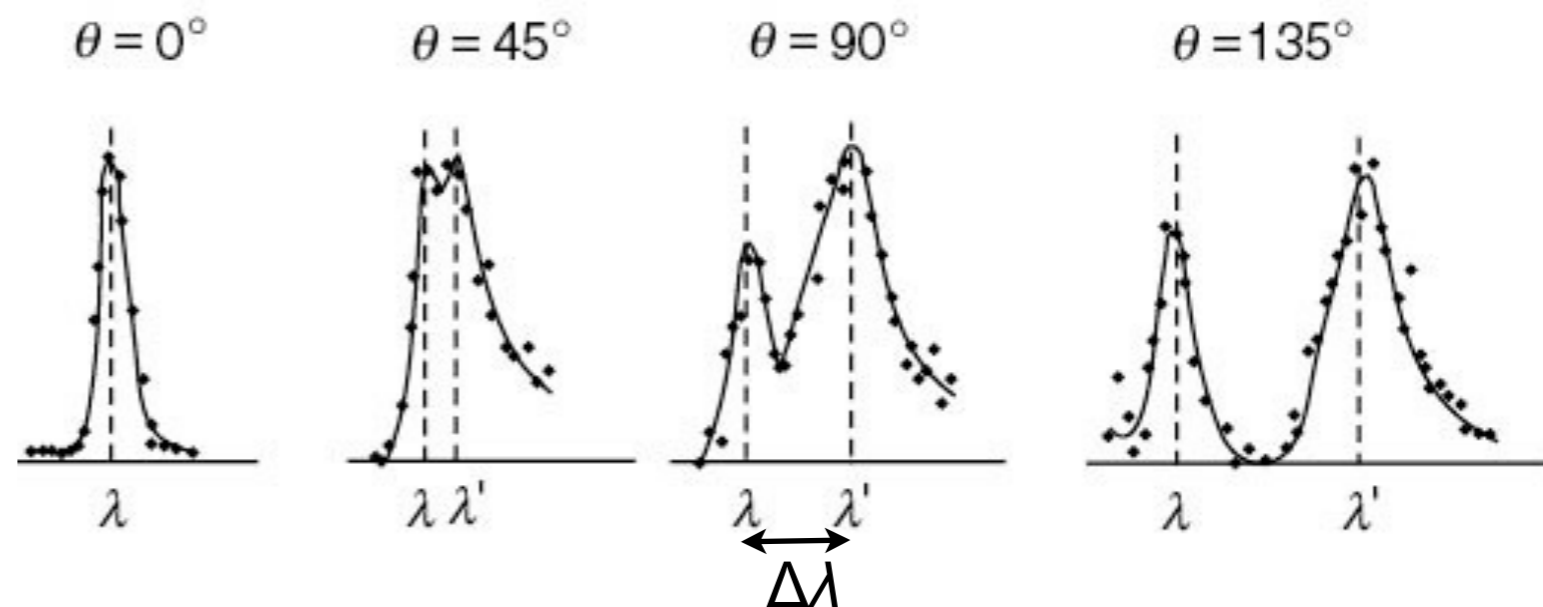 θ = 0° θ = 45° θ = 90° θ = 135°
λ λ λ' λ λ' λ λ'
Δλ